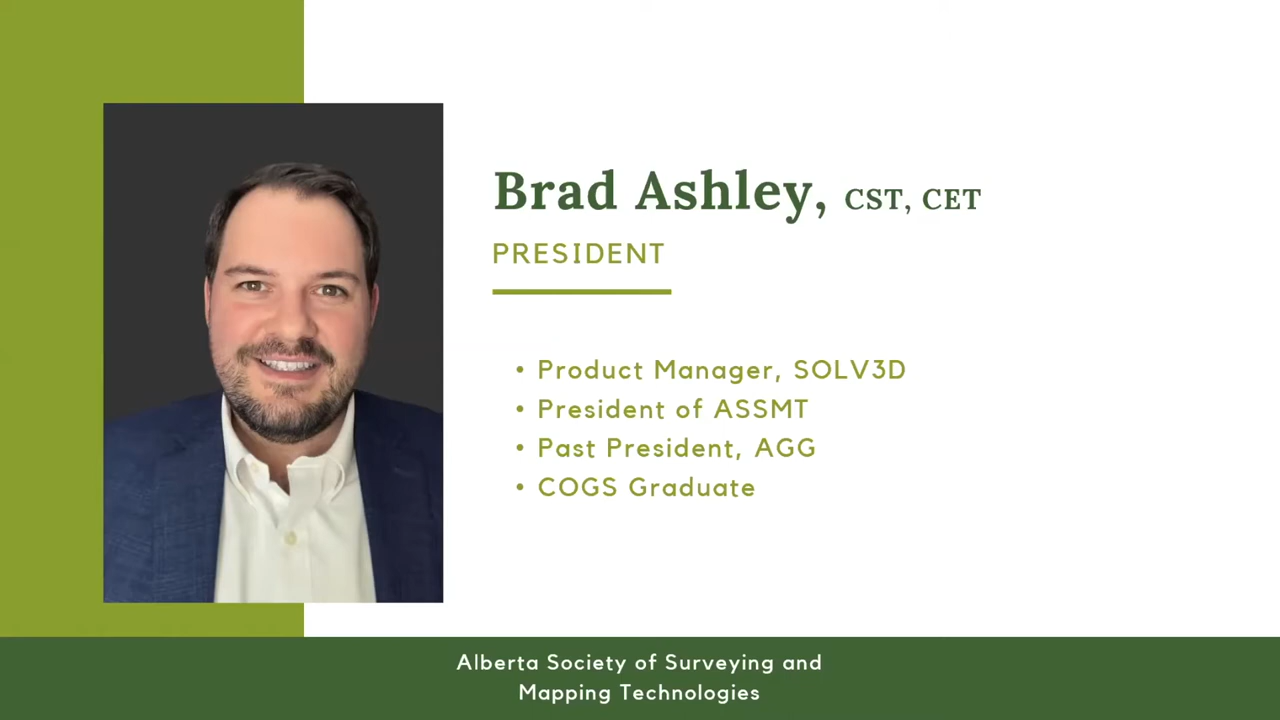 Brad Ashley, CST, CET
PRESIDENT
• Product Manager, SOLV3D
• President of ASSMT
• Past President, AGG
• COGS Graduate
Alberta Society of Surveying and
Mapping Technologies